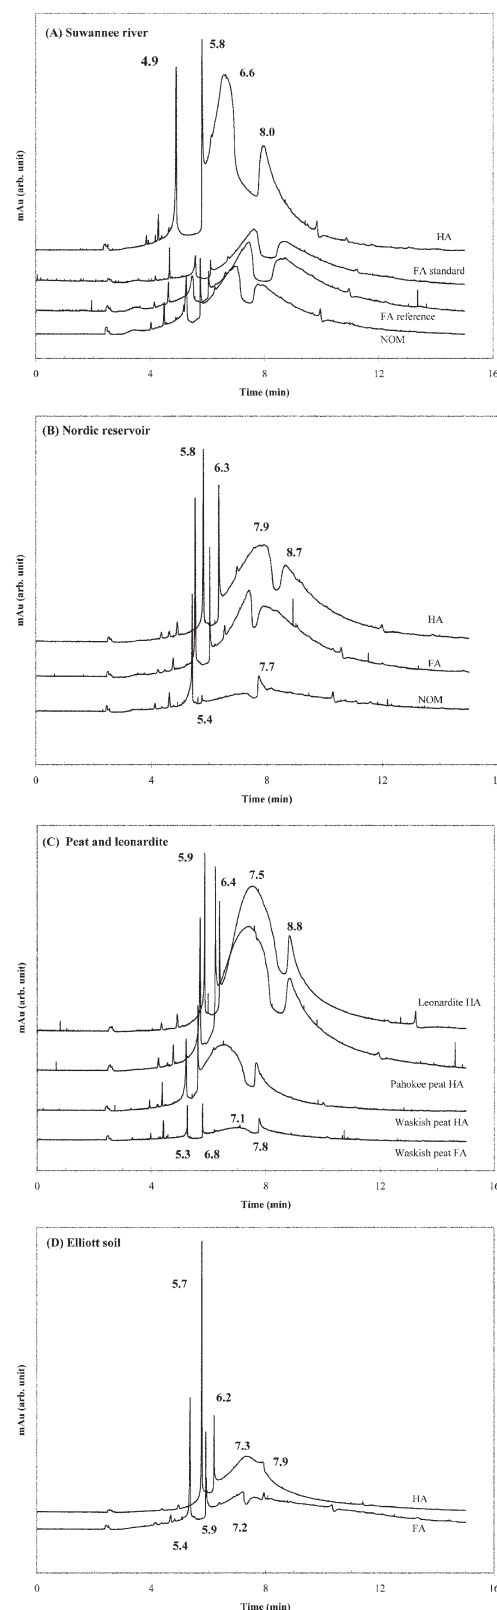 (A) Suwannee river
5.8
4.9
6.6
8.0
mAu (arb. unit)
HA
FA standard
FA reference
NOM
0 4 8 12 16
Time (min)
(B) Nordic reservoir
5.8
6.3
7.9
8.7
mAu (arb. unit)
HA
FA
7.7
NOM
5.4
0 4 8 12 16
Time (min)
(C) Peat and leonardite
5.9
6.4
7.5
8.8
mAu (arb. unit)
Leonardite HA
Pahokee peat HA
Waskish peat HA
7.1
5.3 6.8 7.8
Waskish peat FA
0 4 8 12 16
Time (min)
(D) Elliott soil
5.7
6.2
7.3
7.9
mAu (arb. unit)
HA
5.9 7.2
FA
5.4
0 4 8 12 16
Time (min)